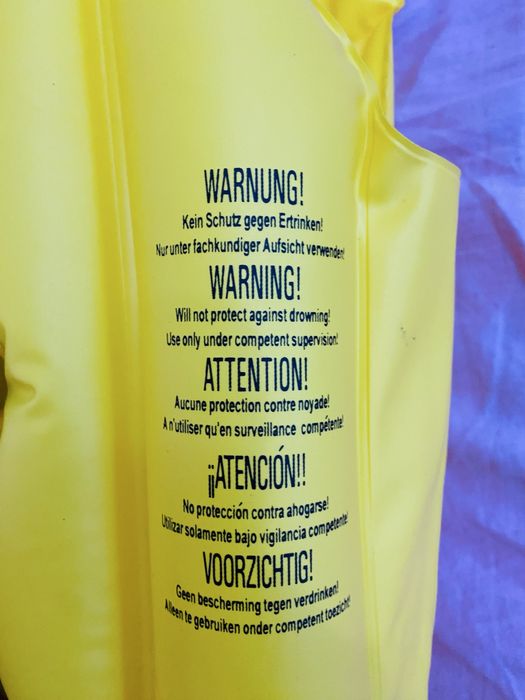 WARNUNG!
Kein Schutz gegen Ertrinken!
Nur unter fachkundiger Aufsicht verwenden!
WARNING!
Will not protect against drowning!
Use only under competent supervision!
ATTENTION!
Aucune protection contre noyade!
A n'utiliser qu'en surveillance compétente!
¡¡ATENCIÓN!!
No protección contra ahogarse!
Utilizar solamente bajo vigilancia competente!
VOORZICHTIG!
Geen bescherming tegen verdrinken!
Alleen te gebruiken onder competent toezicht!